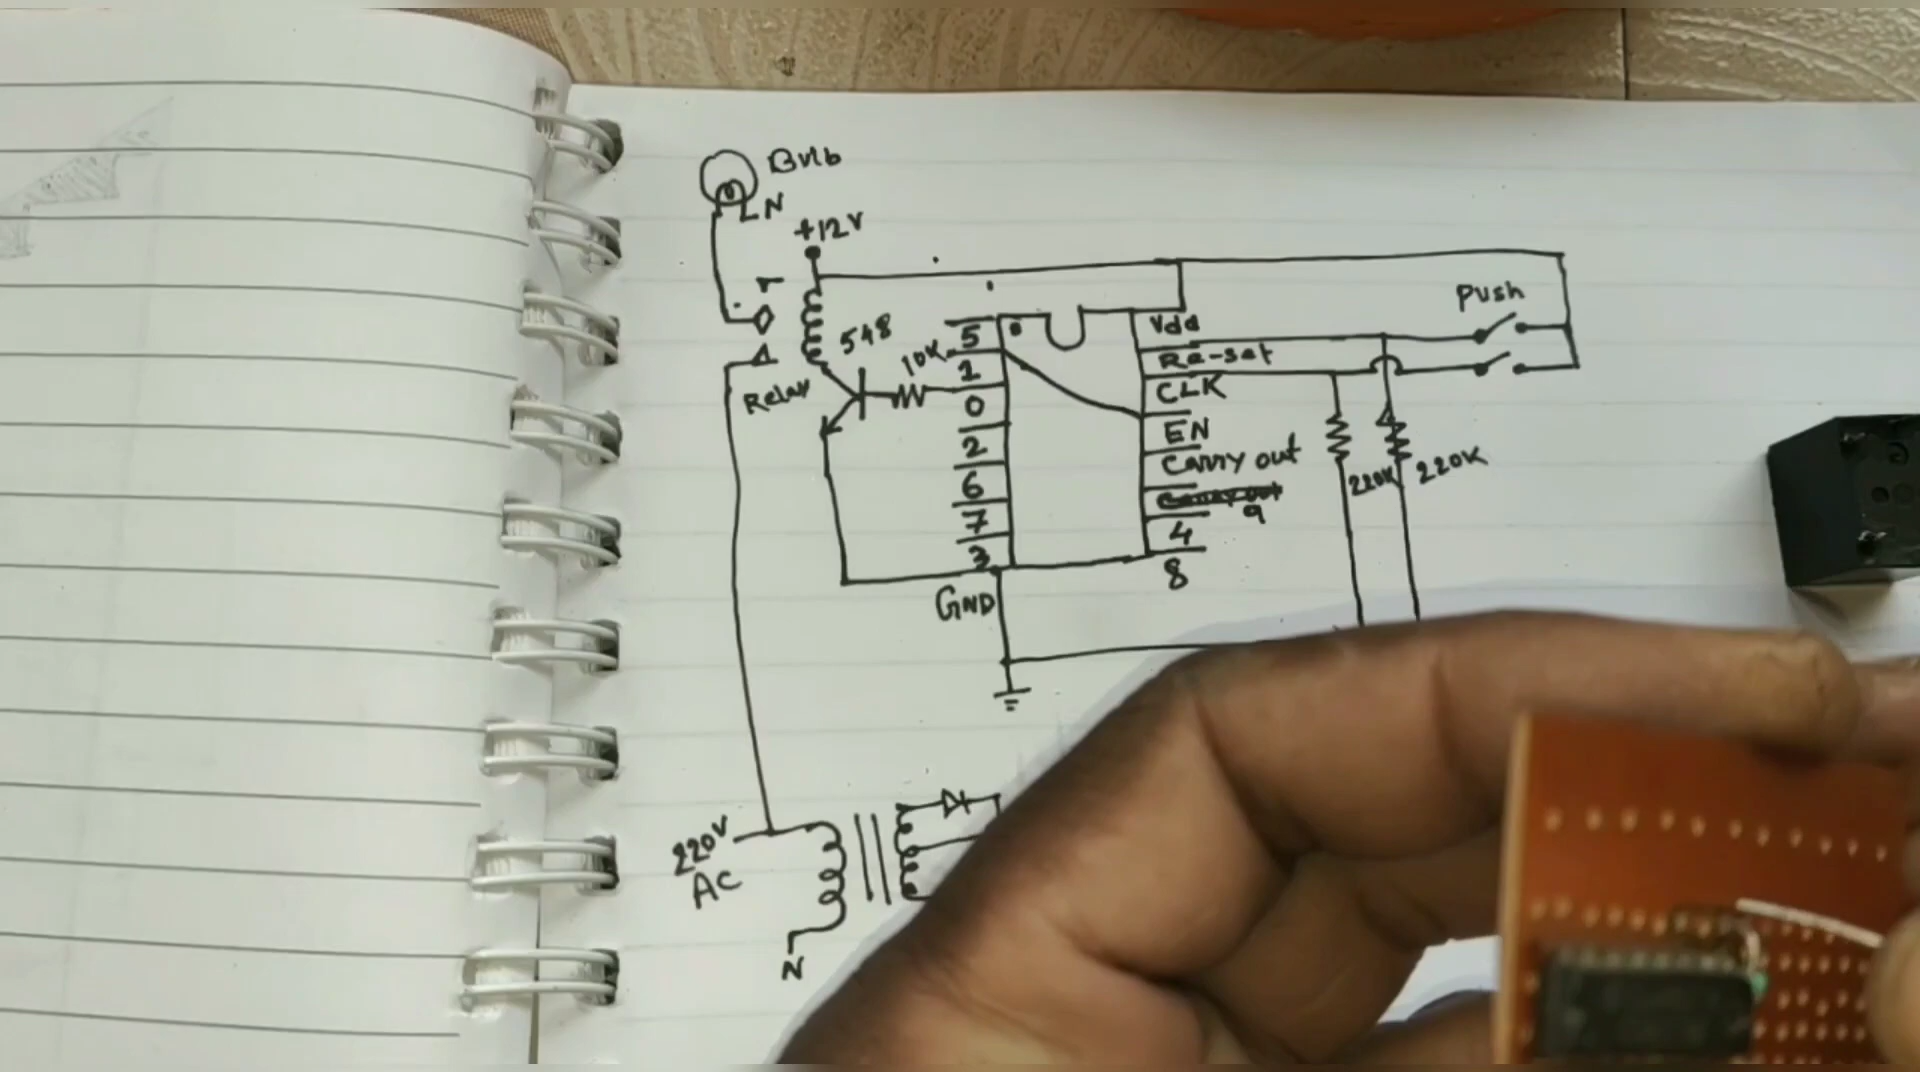 Bulb
N
+12V
548
10K
Relay
5
1
0
2
6
7
3
GND
Vdd
Re-set
CLK
EN
Carry out
9
4
8
Push
220K
220K
220V
AC
N